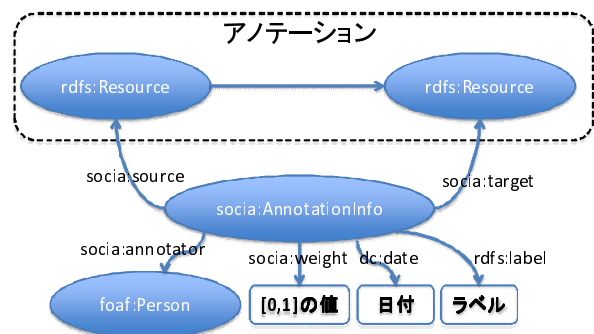 アノテーション
rdfs:Resource
rdfs:Resource
socia:source
socia:target
socia:AnnotationInfo
socia:annotator
socia:weight
dc:date
rdfs:label
foaf:Person
[0,1]の値
日付
ラベル